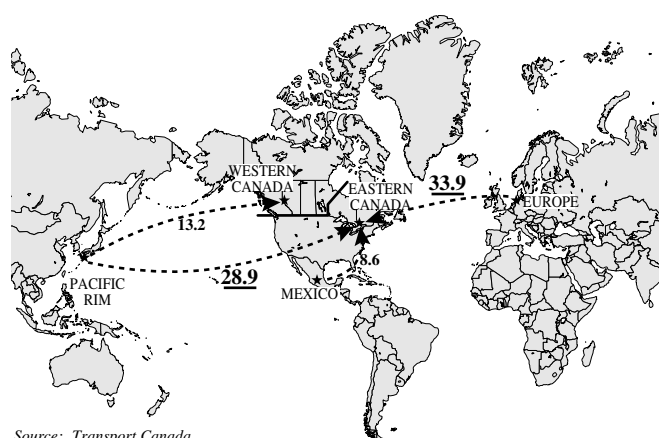 WESTERN
CANADA
EASTERN
CANADA
33.9
EUROPE
13.2
28.9
8.6
PACIFIC
RIM
MEXICO
Source: Transport Canada